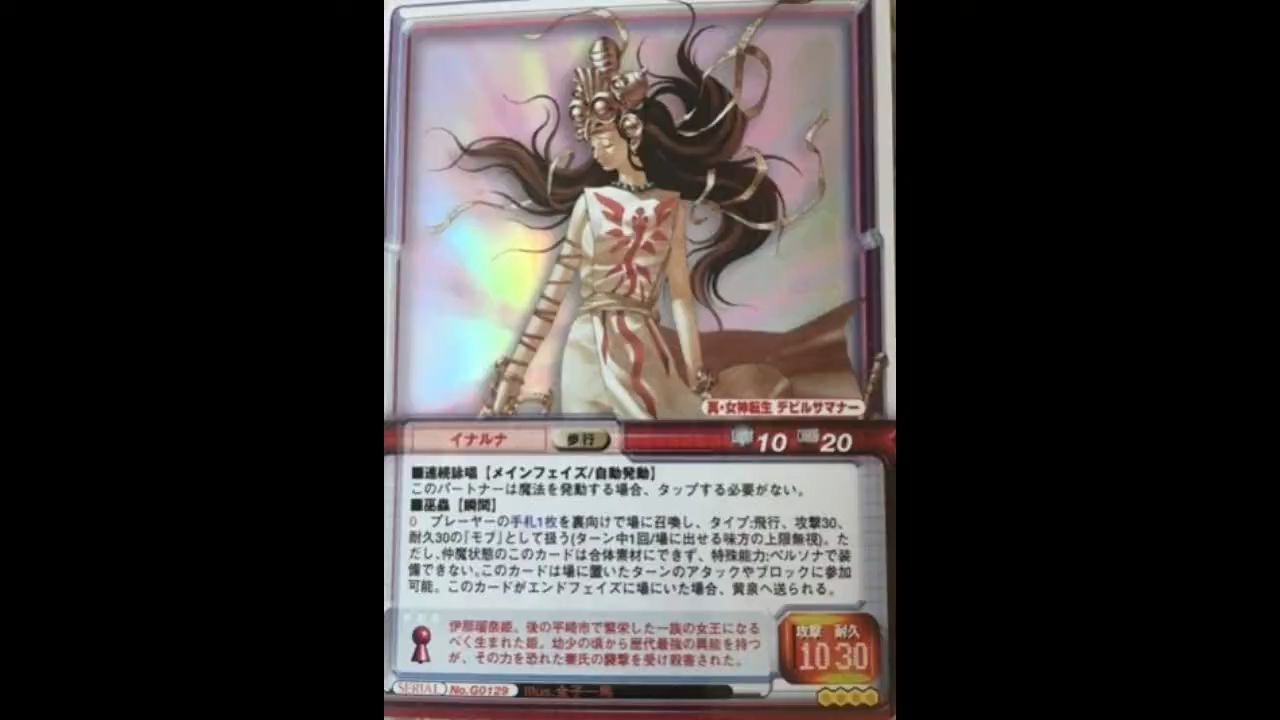 真・女神転生 デビルサマナー
イナルナ 歩行 Light 10 20
■連続詠唱【メインフェイズ/自動発動】
このパートナーは魔法を発動する場合、タップする必要がない。
■巫蟲【瞬間】
0 プレーヤーの手札1枚を裏向けで場に召喚し、タイプ:飛行、攻撃30、
耐久30の『モブ』として扱う(ターン中1回/場に出せる味方の上限無視)。た
だし、仲魔状態のこのカードは合体素材にできず、特殊能力:ペルソナで装
備できない。このカードは場に置いたターンのアタックやブロックに参加
可能。このカードがエンドフェイズに場にいた場合、黄泉へ送られる。
伊那瑠奈姫。後の平崎市で繁栄した一族の女王になる
べく生まれた姫。幼少の頃から歴代最強の異能を持つ
が、その力を恐れた秦氏の襲撃を受け殺害された。
攻撃 耐久
10 30
SERIAL No.G0129 Illus.金子一馬